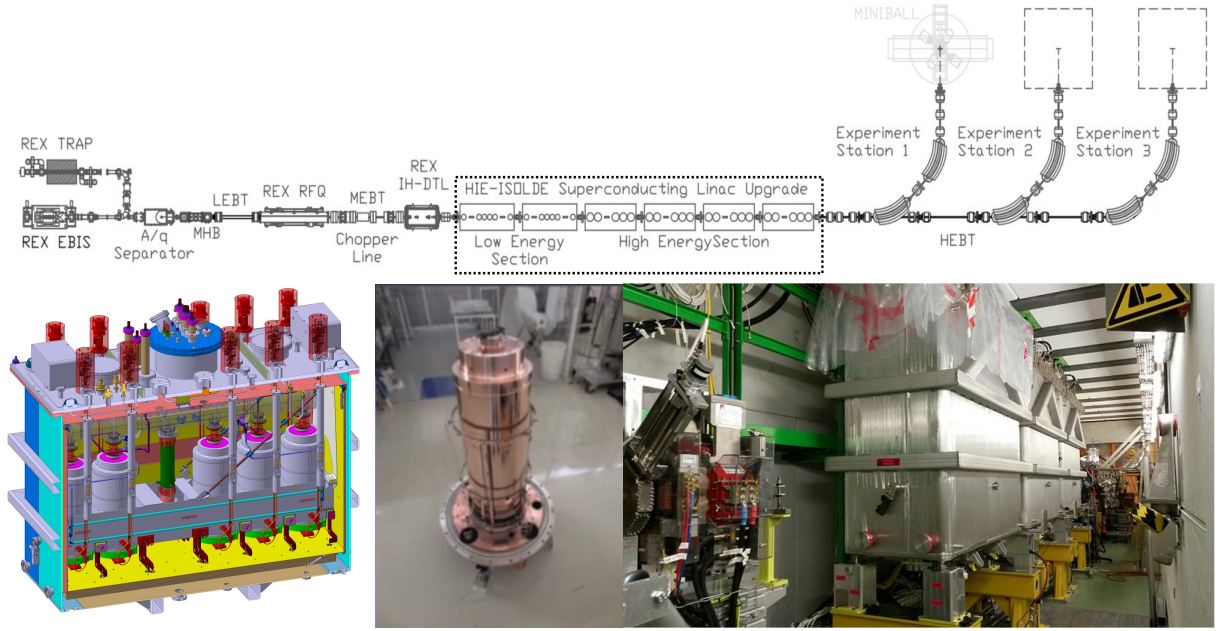 MINIBALL
REX TRAP
REX EBIS
A/q
Separator
LEBT
MHB
REX RFQ
MEBT
Chopper
Line
REX
IH-DTL
HIE-ISOLDE Superconducting Linac Upgrade
Low Energy
Section
High EnergySection
Experiment
Station 1
Experiment
Station 2
Experiment
Station 3
HEBT